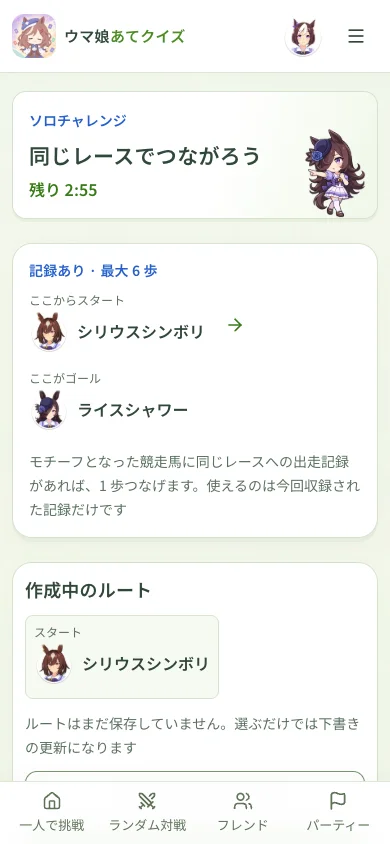 ウマ娘あてクイズ
ソロチャレンジ
同じレースでつながろう
残り 2:55
記録あり・最大 6 歩
ここからスタート
シリウスシンボリ
ここがゴール
ライスシャワー
モチーフとなった競走馬に同じレースへの出走記録
があれば、1 歩つなげます。使えるのは今回収録され
た記録だけです
作成中のルート
スタート
シリウスシンボリ
ルートはまだ保存していません。選ぶだけでは下書き
の更新になります
一人で挑戦
ランダム対戦
フレンド
パーティー